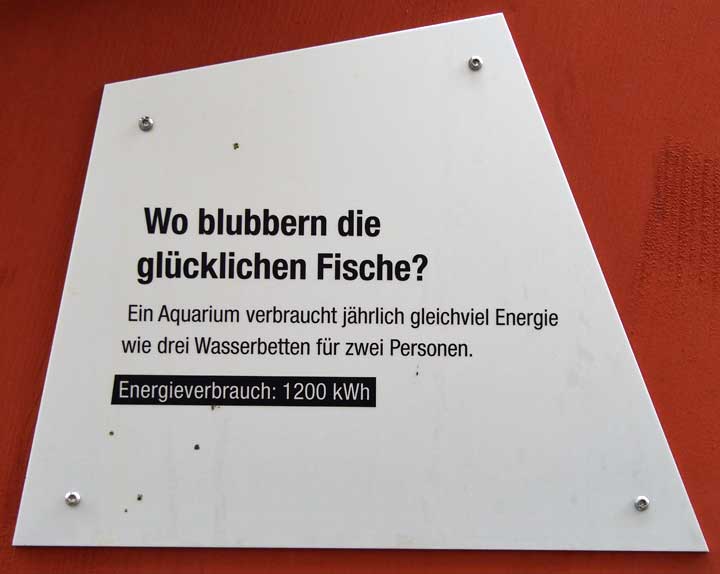 Wo blubbern die
glücklichen Fische?
Ein Aquarium verbraucht jährlich gleichviel Energie
wie drei Wasserbetten für zwei Personen.
Energieverbrauch: 1200 kWh